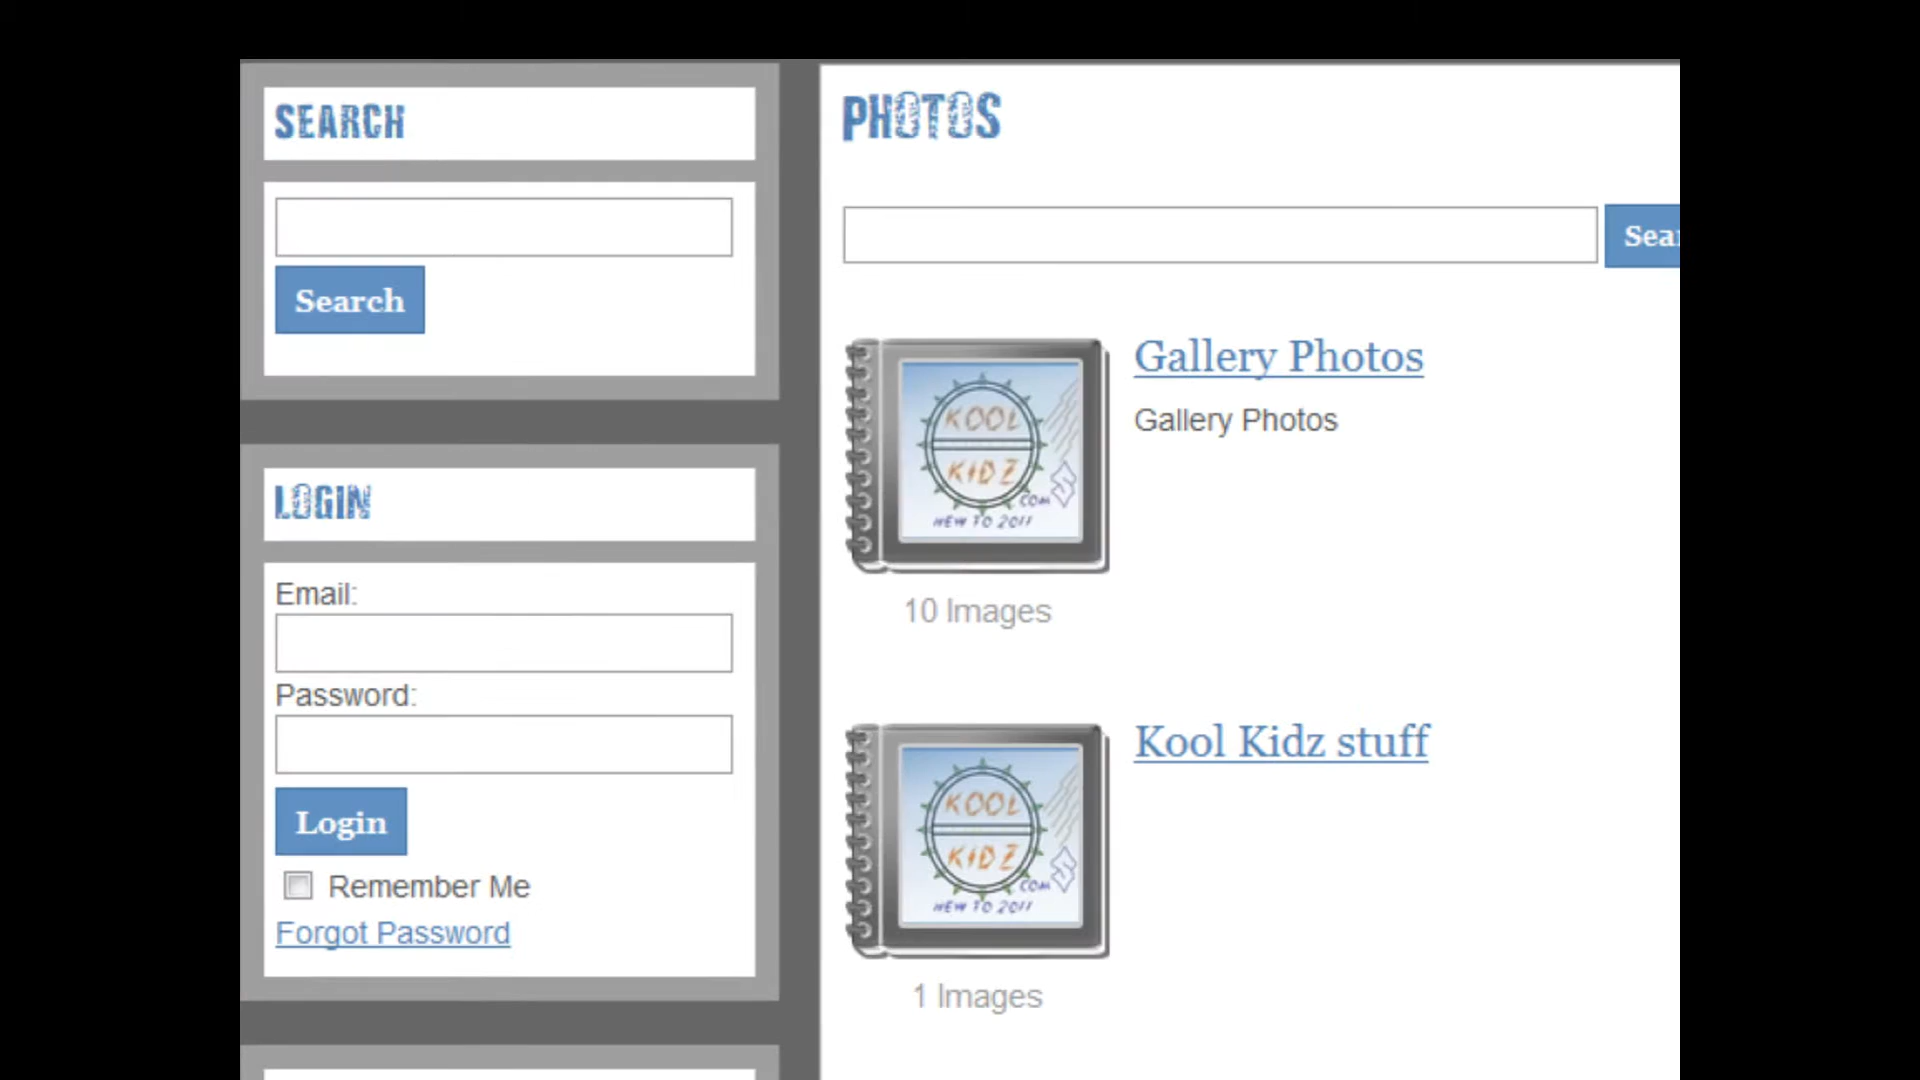 SEARCH
Search
LOGIN
Email:
Password:
Login
Remember Me
Forgot Password
PHOTOS
Sear
Gallery Photos
Gallery Photos
KOOL
KIDZ
.COM
NEW TO 2011
10 Images
Kool Kidz stuff
KOOL
KIDZ
.COM
NEW TO 2011
1 Images